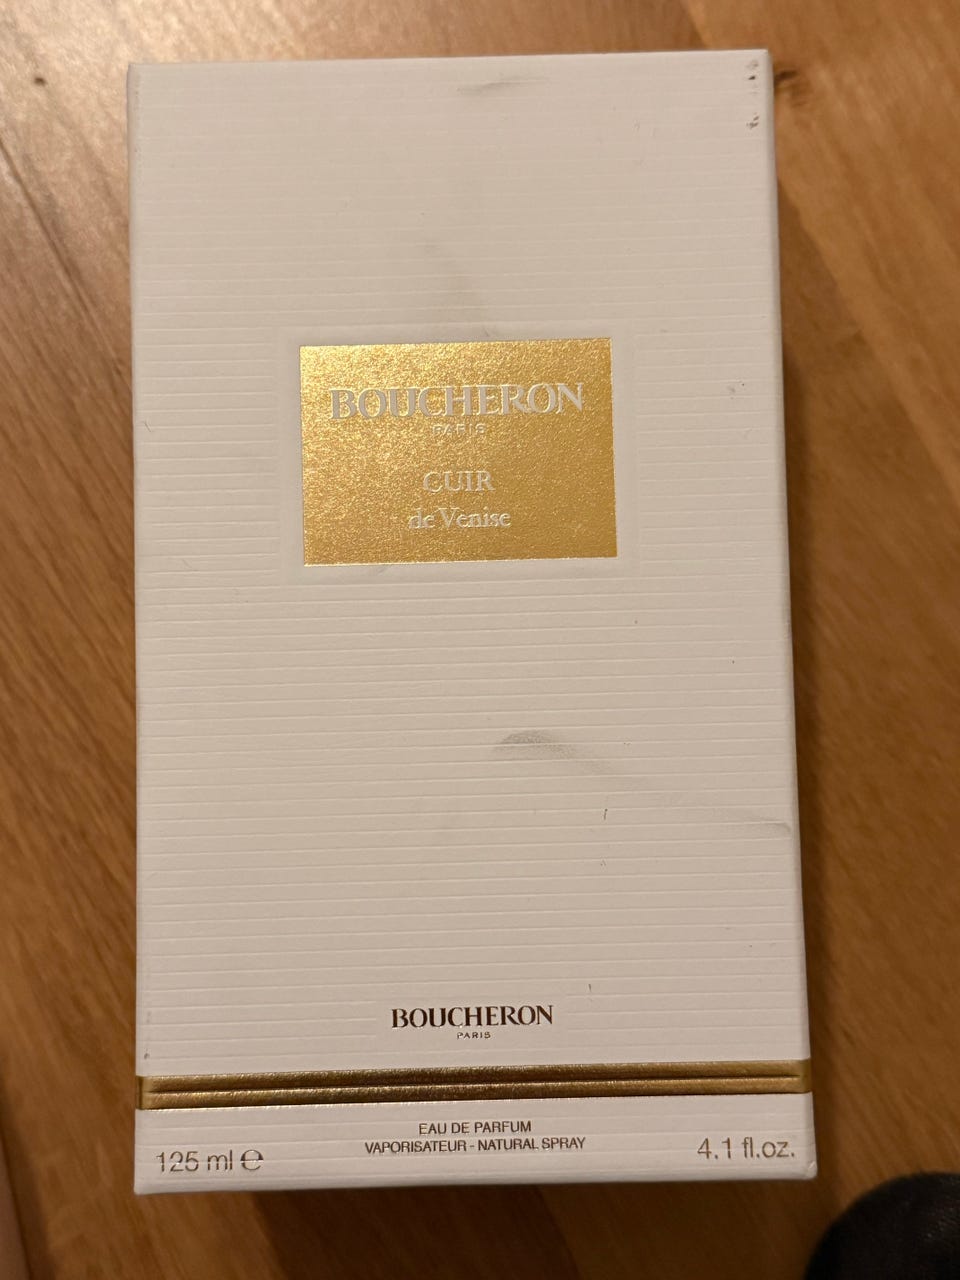 BOUCHERON
PARIS
CUIR
de Venise
BOUCHERON
PARIS
EAU DE PARFUM
VAPORISATEUR - NATURAL SPRAY
125 ml ℮
4.1 fl.oz.